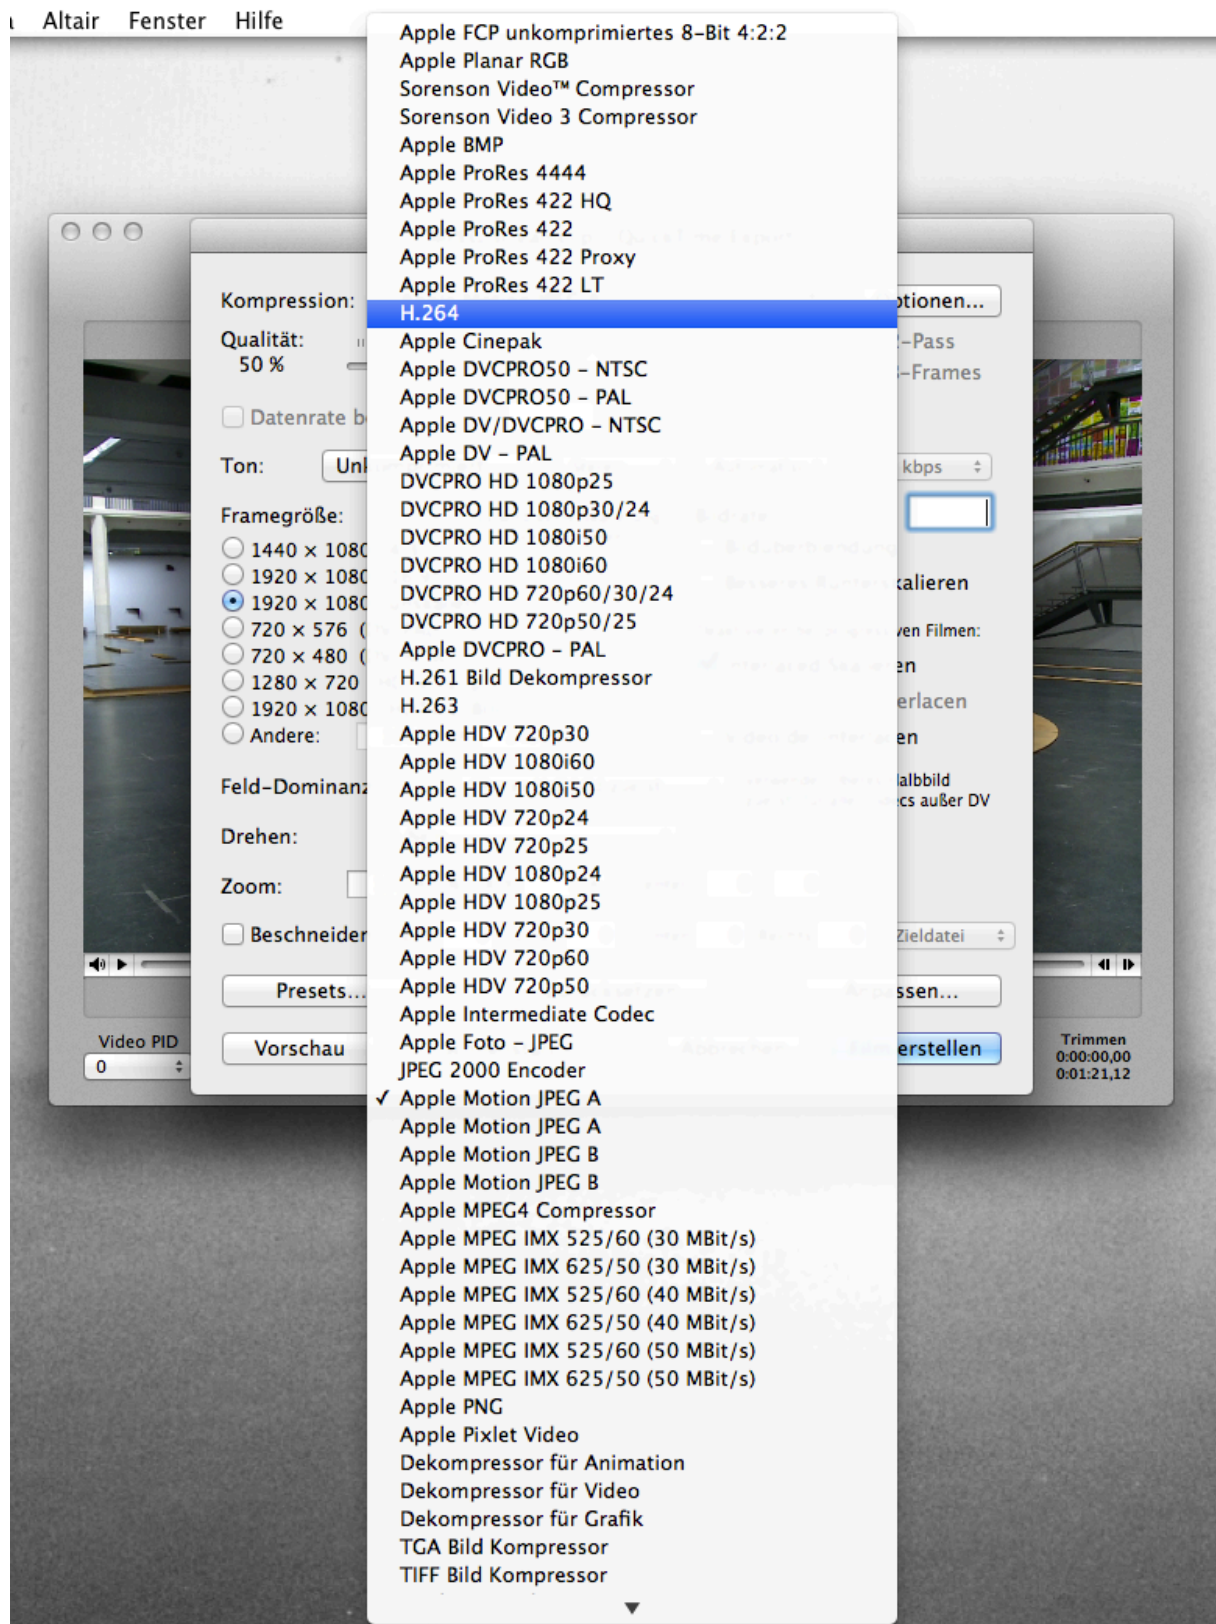 Altair Fenster Hilfe
Apple FCP unkomprimiertes 8-Bit 4:2:2
Apple Planar RGB
Sorenson Video™ Compressor
Sorenson Video 3 Compressor
Apple BMP
Apple ProRes 4444
Apple ProRes 422 HQ
Apple ProRes 422
Apple ProRes 422 Proxy
Apple ProRes 422 LT
H.264
Apple Cinepak
Apple DVCPRO50 – NTSC
Apple DVCPRO50 – PAL
Apple DV/DVCPRO – NTSC
Apple DV – PAL
DVCPRO HD 1080p25
DVCPRO HD 1080p30/24
DVCPRO HD 1080i50
DVCPRO HD 1080i60
DVCPRO HD 720p60/30/24
DVCPRO HD 720p50/25
Apple DVCPRO – PAL
H.261 Bild Dekompressor
H.263
Apple HDV 720p30
Apple HDV 1080i60
Apple HDV 1080i50
Apple HDV 720p24
Apple HDV 720p25
Apple HDV 1080p24
Apple HDV 1080p25
Apple HDV 720p30
Apple HDV 720p60
Apple HDV 720p50
Apple Intermediate Codec
Apple Foto – JPEG
JPEG 2000 Encoder
✓ Apple Motion JPEG A
Apple Motion JPEG A
Apple Motion JPEG B
Apple Motion JPEG B
Apple MPEG4 Compressor
Apple MPEG IMX 525/60 (30 MBit/s)
Apple MPEG IMX 625/50 (30 MBit/s)
Apple MPEG IMX 525/60 (40 MBit/s)
Apple MPEG IMX 625/50 (40 MBit/s)
Apple MPEG IMX 525/60 (50 MBit/s)
Apple MPEG IMX 625/50 (50 MBit/s)
Apple PNG
Apple Pixlet Video
Dekompressor für Animation
Dekompressor für Video
Dekompressor für Grafik
TGA Bild Kompressor
TIFF Bild Kompressor
Kompression:
Qualität:
50 %
Datenrate b
Ton:
Un
Framegröße:
1440 × 1080
1920 × 1080
1920 × 1080
720 × 576 (
720 × 480 (
1280 × 720
1920 × 1080
Andere:
Feld-Dominanz
Drehen:
Zoom:
Beschneiden
Presets...
Vorschau
Video PID
0
tionen...
-Pass
-Frames
kbps
kalieren
ven Filmen:
en
erlacen
en
albbild
ecs außer DV
Zieldatei
ssen...
erstellen
Trimmen
0:00:00,00
0:01:21,12